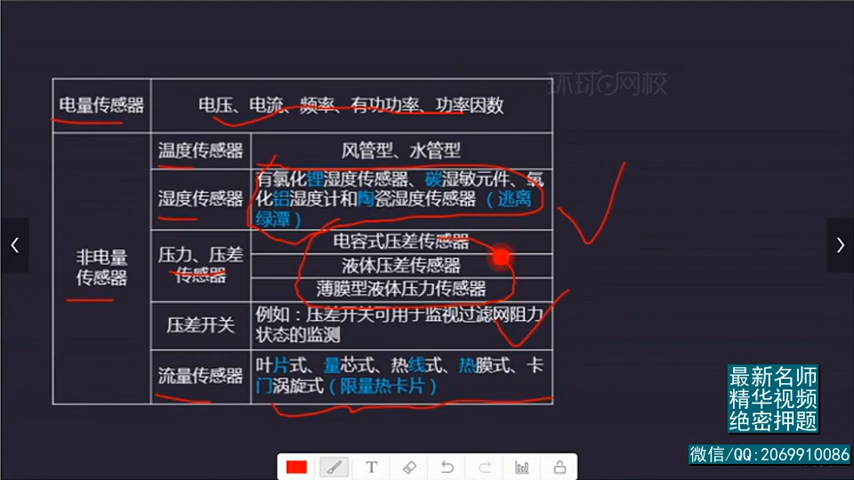 环球网校
电量传感器 电压、电流、频率、有功功率、功率因数
温度传感器 风管型、水管型
湿度传感器 有氯化锂湿度传感器、碳湿敏元件、氧
化铝湿度计和陶瓷湿度传感器（逃离
绿潭）
非电量
传感器
压力、压差
传感器
电容式压差传感器
液体压差传感器
薄膜型液体压力传感器
压差开关 例如：压差开关可用于监视过滤网阻力
状态的监测
流量传感器 叶片式、量芯式、热线式、热膜式、卡
门涡旋式（限量热卡片）
最新名师
精华视频
绝密押题
微信/QQ:2069910086
T